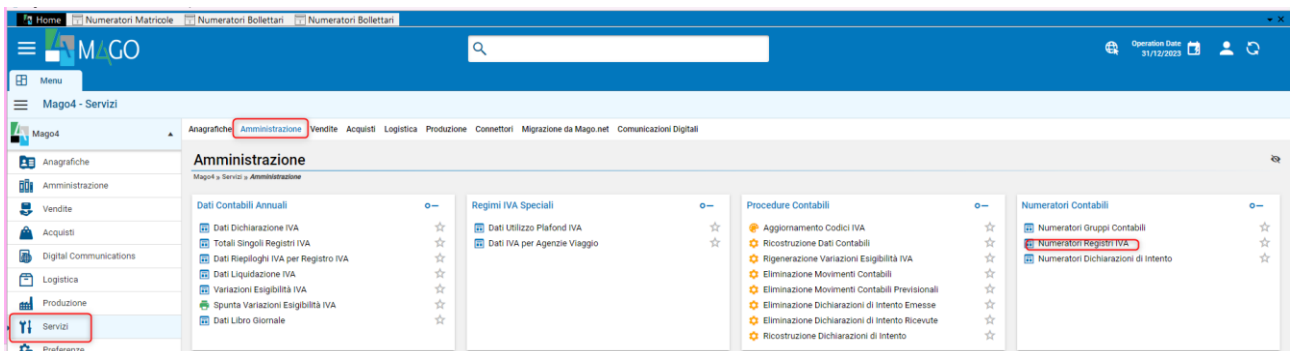 Home Numeratori Matricole Numeratori Bollettari Numeratori Bollettari
MAGO
Operation Date
31/12/2023
Menu
Mago4 - Servizi
Mago4
Anagrafiche Amministrazione Vendite Acquisti Logistica Produzione Connettori Migrazione da Mago.net Comunicazioni Digitali
Amministrazione
Mago4 » Servizi » Amministrazione
Anagrafiche
Amministrazione
Vendite
Acquisti
Digital Communications
Logistica
Produzione
Servizi
Preferenze
Dati Contabili Annuali
Dati Dichiarazione IVA
Totali Singoli Registri IVA
Dati Riepiloghi IVA per Registro IVA
Dati Liquidazione IVA
Variazioni Esigibilità IVA
Spunta Variazioni Esigibilità IVA
Dati Libro Giornale
Regimi IVA Speciali
Dati Utilizzo Plafond IVA
Dati IVA per Agenzie Viaggio
Procedure Contabili
Aggiornamento Codici IVA
Ricostruzione Dati Contabili
Rigenerazione Variazioni Esigibilità IVA
Eliminazione Movimenti Contabili
Eliminazione Movimenti Contabili Previsionali
Eliminazione Dichiarazioni di Intento Emesse
Eliminazione Dichiarazioni di Intento Ricevute
Ricostruzione Dichiarazioni di Intento
Numeratori Contabili
Numeratori Gruppi Contabili
Numeratori Registri IVA
Numeratori Dichiarazioni di Intento